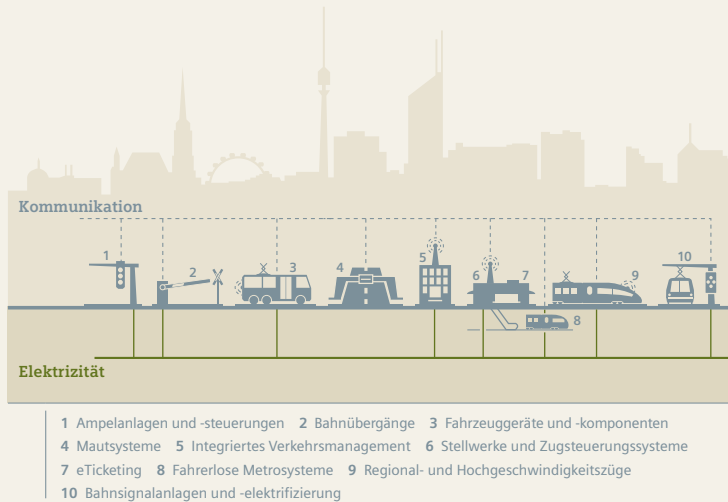 Kommunikation
1
2
3
4
5
6
7
9
10
8
Elektrizität
1 Ampelanlagen und -steuerungen 2 Bahnübergänge 3 Fahrzeuggeräte und -komponenten
4 Mautsysteme 5 Integriertes Verkehrsmanagement 6 Stellwerke und Zugsteuerungssysteme
7 eTicketing 8 Fahrerlose Metrosysteme 9 Regional- und Hochgeschwindigkeitszüge
10 Bahnsignalanlagen und -elektrifizierung